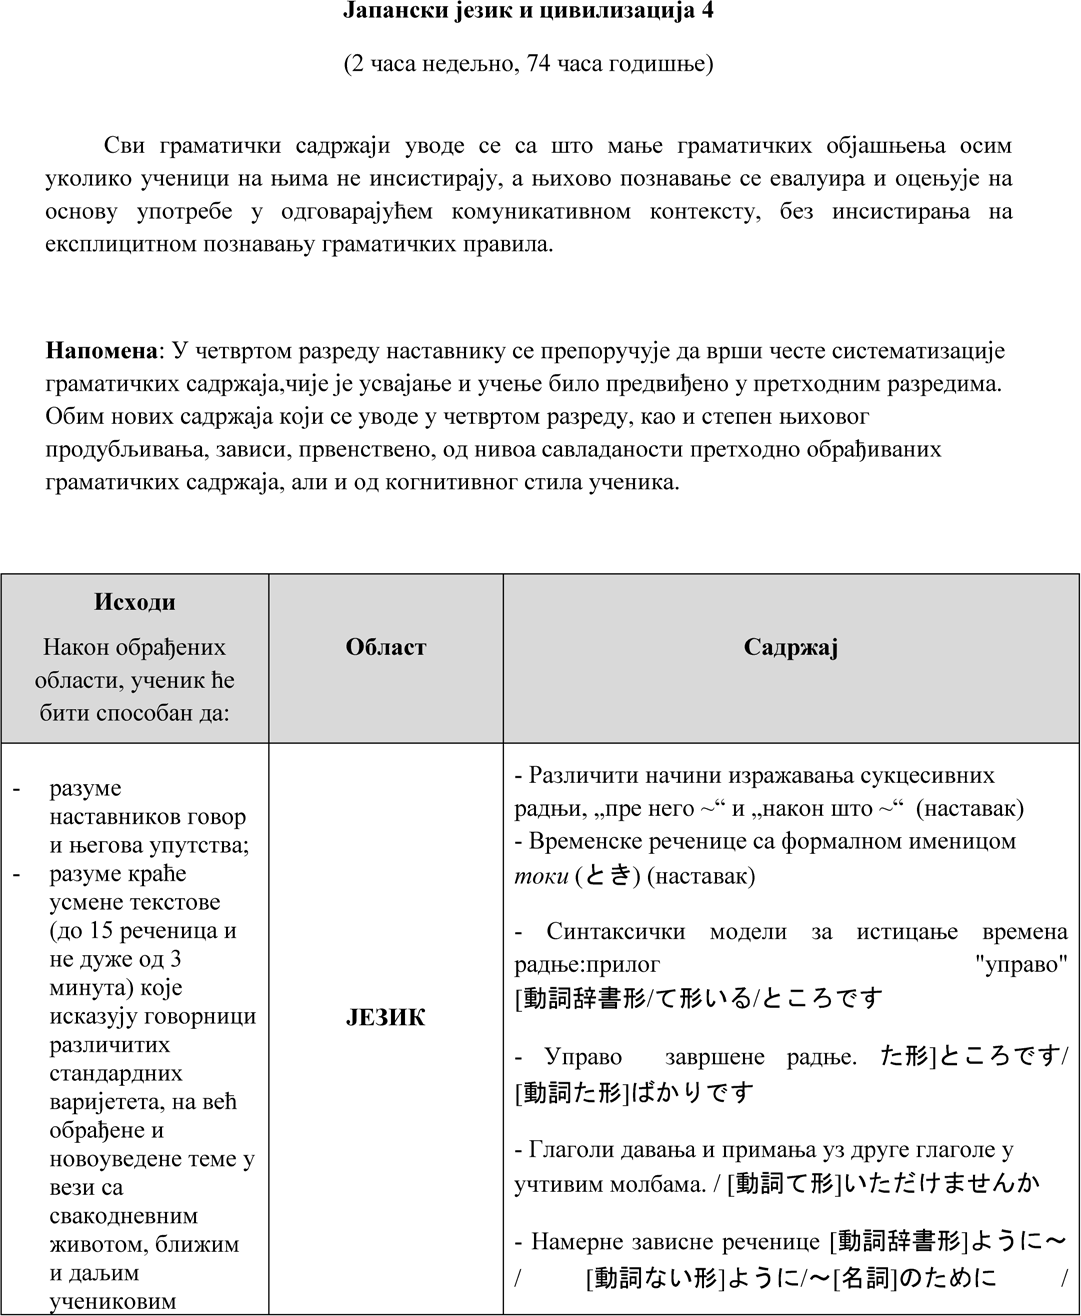 Јапански језик и цивилизација 4
(2 часа недељно, 74 часа годишње)
Сви граматички садржаји уводе се са што мање граматичких објашњења осим
уколико ученици на њима не инсистирају, а њихово познавање се евалуира и оцењује на
основу употребе у одговарајућем комуникативном контексту, без инсистирања на
експлицитном познавању граматичких правила.
Напомена: У четвртом разреду наставнику се препоручује да врши честе систематизације
граматичких садржаја,чије је усвајање и учење било предвиђено у претходним разредима.
Обим нових садржаја који се уводе у четвртом разреду, као и степен њиховог
продубљивања, зависи, првенствено, од нивоа савладаности претходно обрађиваних
граматичких садржаја, али и од когнитивног стила ученика.
Исходи
Након обрађених
области, ученик ће
бити способан да:
Област
Садржај
- разуме
наставников говор
и његова упутства;
- разуме краће
усмене текстове
(до 15 реченица и
не дуже од 3
минута) које
исказују говорници
различитих
стандардних
варијетета, на већ
обрађене и
новоуведене теме у
вези са
свакодневним
животом, ближим
и даљим
учениковим
ЈЕЗИК
- Различити начини изражавања сукцесивних
радњи, „пре него ~“ и „након што ~“ (наставак)
- Временске реченице са формалном именицом
токи (とき) (наставак)
- Синтаксички модели за истицање времена
радње:прилог "управо"
[動詞辞書形/て形いる/ところです
- Управо завршене радње. た形]ところです/
[動詞た形]ばかりです
- Глаголи давања и примања уз друге глаголе у
учтивим молбама. / [動詞て形]いただけませんか
- Намерне зависне реченице [動詞辞書形]ように～
/ [動詞ない形]ように/～[名詞]のために /